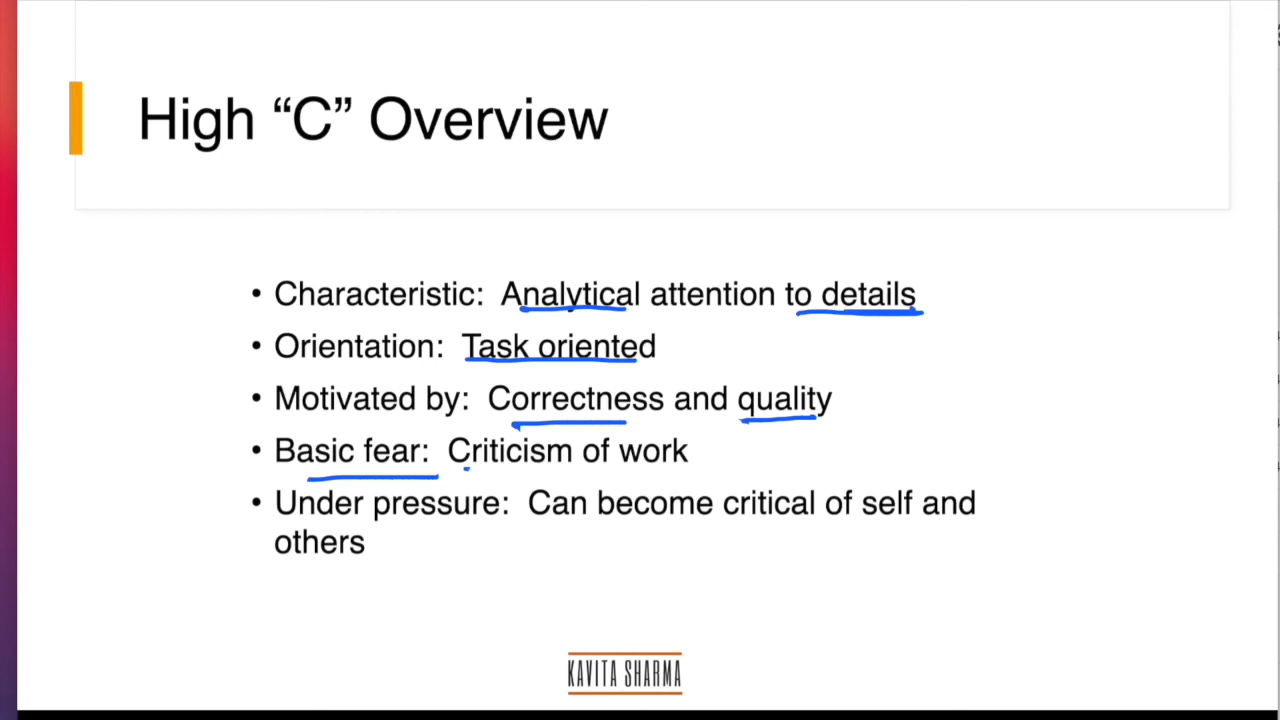 High “C” Overview
• Characteristic: Analytical attention to details
• Orientation: Task oriented
• Motivated by: Correctness and quality
• Basic fear: Criticism of work
• Under pressure: Can become critical of self and
others
KAVITA SHARMA